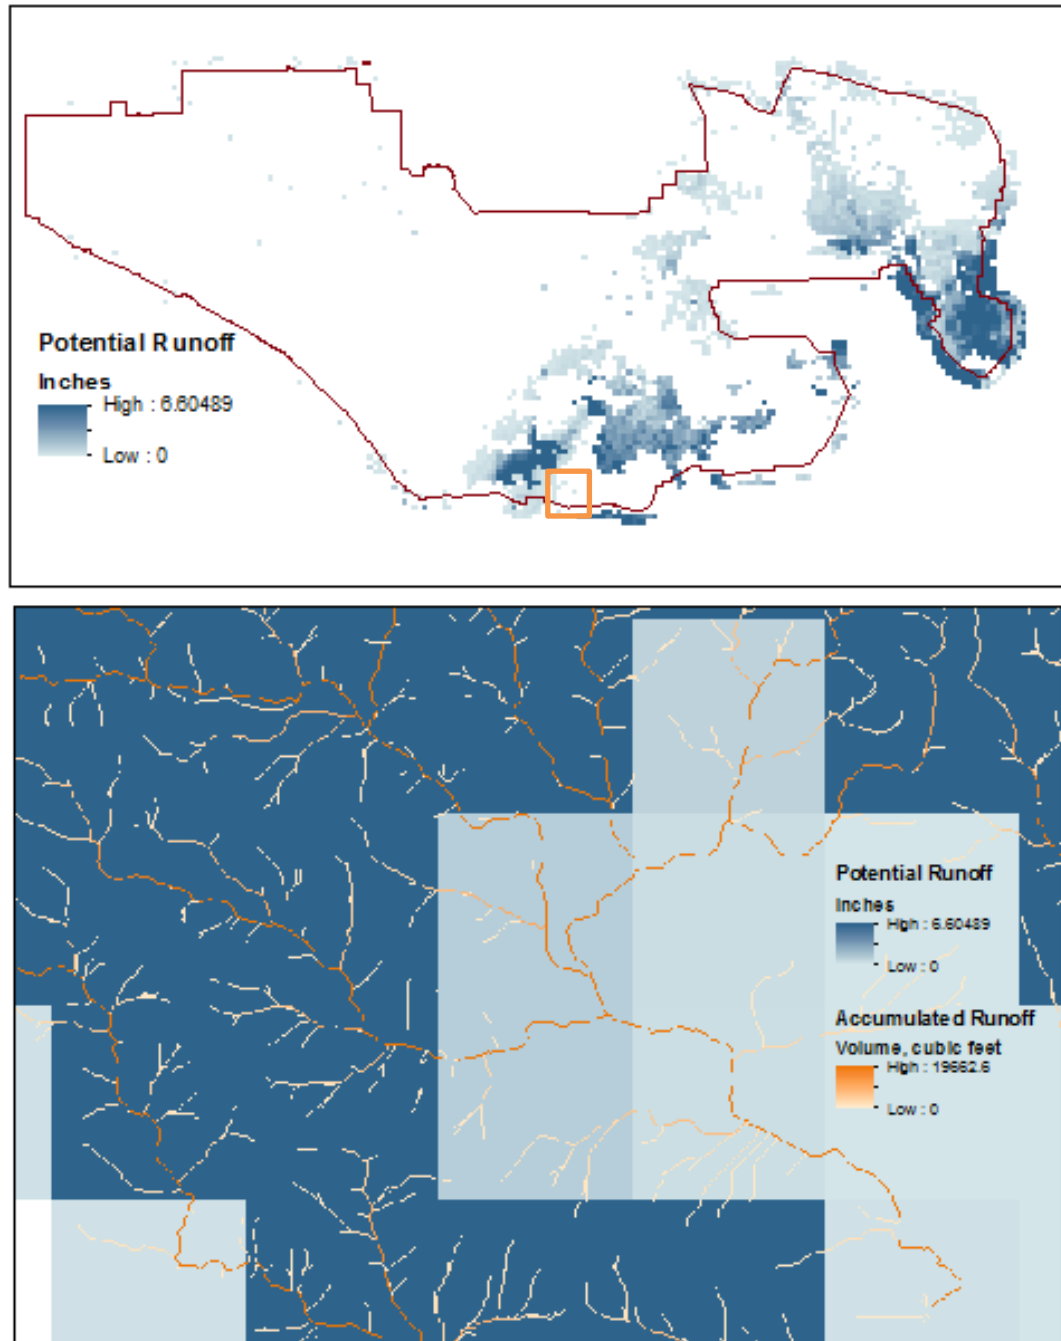 Potential Runoff
Inches
High : 6.60489
Low : 0
Potential Runoff
Inches
High : 6.60489
Low : 0
Accumulated Runoff
Volume, cubic feet
High : 19662.6
Low : 0